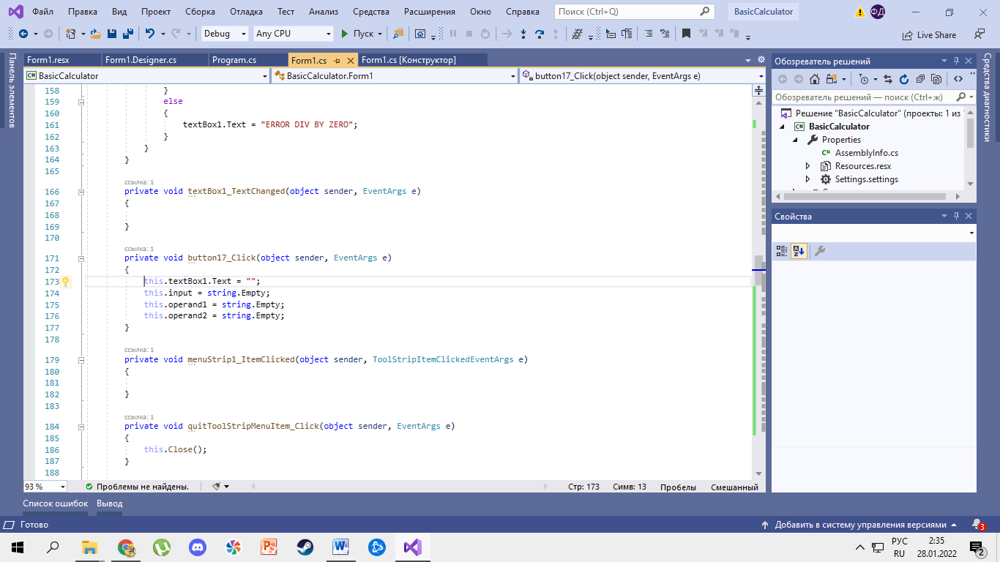 Файл Правка Вид Проект Сборка Отладка Тест Анализ Средства Расширения Окно Справка Поиск (Ctrl+Q) BasicCalculator ФД
Debug Any CPU Пуск Live Share
Панель элементов
Form1.resx Form1.Designer.cs Program.cs Form1.cs Form1.cs [Конструктор]
BasicCalculator BasicCalculator.Form1 button17_Click(object sender, EventArgs e)
158 }
159 else
160 {
161 textBox1.Text = "ERROR DIV BY ZERO";
162 }
163 }
164 }
165
ссылка: 1
166 private void textBox1_TextChanged(object sender, EventArgs e)
167 {
168
169 }
170
ссылка: 1
171 private void button17_Click(object sender, EventArgs e)
172 {
173 this.textBox1.Text = "";
174 this.input = string.Empty;
175 this.operand1 = string.Empty;
176 this.operand2 = string.Empty;
177 }
178
ссылка: 1
179 private void menuStrip1_ItemClicked(object sender, ToolStripItemClickedEventArgs e)
180 {
181
182 }
183
ссылка: 1
184 private void quitToolStripMenuItem_Click(object sender, EventArgs e)
185 {
186 this.Close();
187 }
188
93 % Проблемы не найдены. Стр: 173 Симв: 13 Пробелы Смешанный
Обозреватель решений
Обозреватель решений — поиск (Ctrl+ж)
Решение "BasicCalculator" (проекты: 1 из
BasicCalculator
Properties
AssemblyInfo.cs
Resources.resx
Settings.settings
Свойства
Средства диагностики
Список ошибок Вывод
Готово Добавить в систему управления версиями 3
РУС 2:35
RU 28.01.2022 2